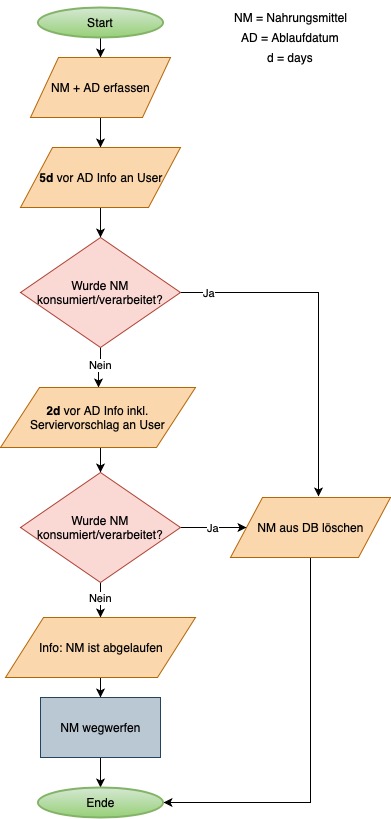 Start
NM = Nahrungsmittel
AD = Ablaufdatum
d = days
NM + AD erfassen
5d vor AD Info an User
Wurde NM
konsumiert/verarbeitet?
Ja
Nein
2d vor AD Info inkl.
Serviervorschlag an User
Wurde NM
konsumiert/verarbeitet?
Ja
NM aus DB löschen
Nein
Info: NM ist abgelaufen
NM wegwerfen
Ende